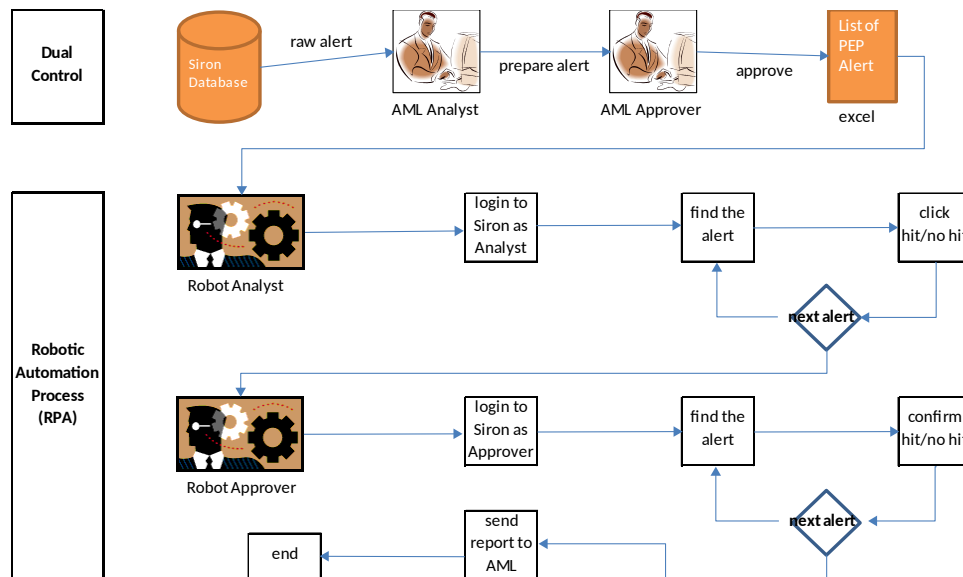 Dual
Control
Siron
Database
raw alert
AML Analyst
prepare alert
AML Approver
approve
List of
PEP
Alert
excel
Robotic
Automation
Process
(RPA)
Robot Analyst
login to
Siron as
Analyst
find the
alert
click
hit/no hit
next alert
Robot Approver
login to
Siron as
Approver
find the
alert
confirm
hit/no hit
next alert
send
report to
AML
end